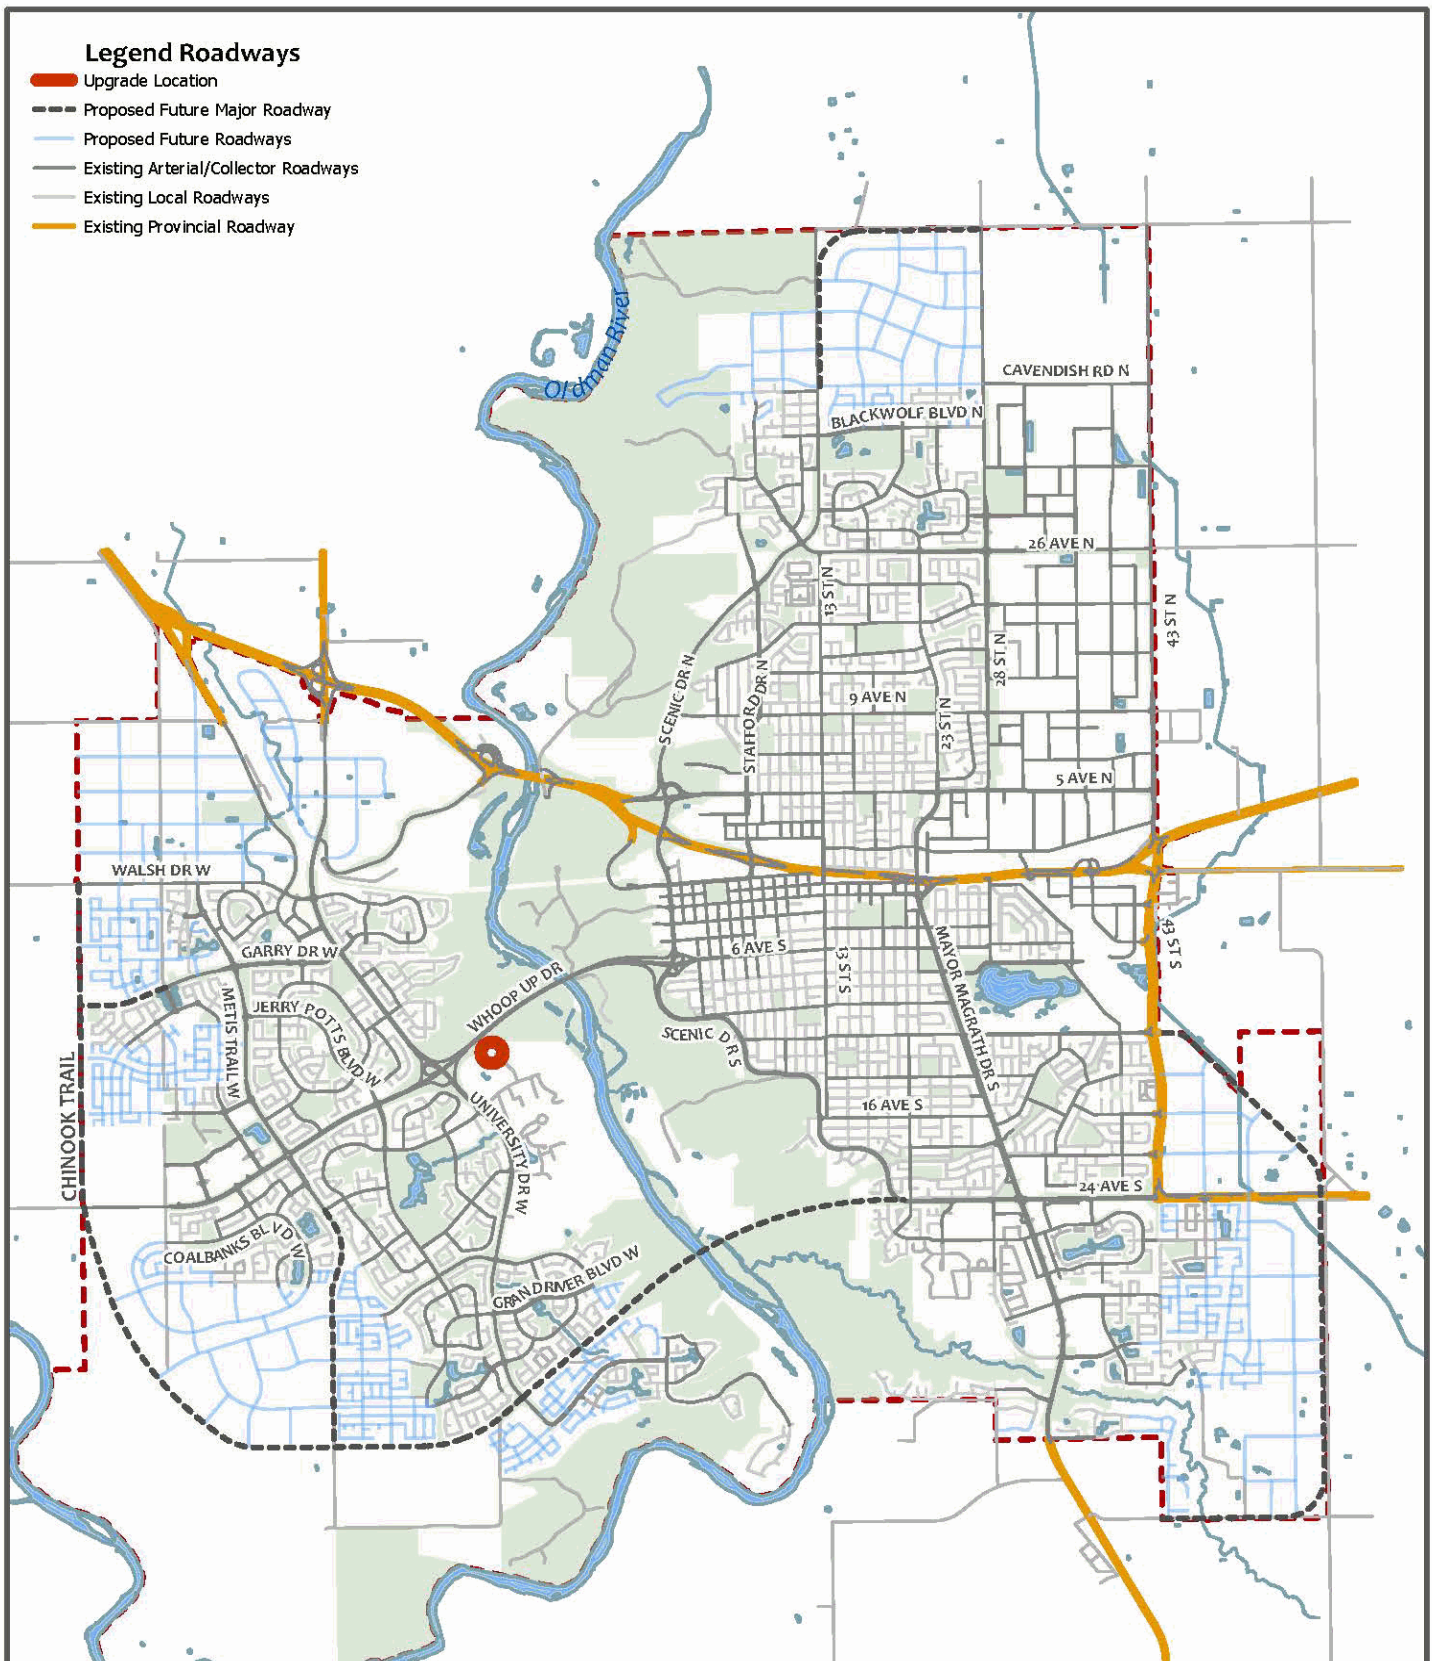 Legend Roadways
Upgrade Location
Proposed Future Major Roadway
Proposed Future Roadways
Existing Arterial/Collector Roadways
Existing Local Roadways
Existing Provincial Roadway
Oldman River
CAVENDISH RD N
BLACKWOLF BLVD N
26 AVE N
13 ST N
43 ST N
28 ST N
SCENIC DR N
STAFFORD DR N
9 AVE N
23 ST N
5 AVE N
WALSH DR W
GARRY DR W
6 AVE S
13 ST S
MAYOR MAGRATH DR S
43 ST S
WHOOP UP DR
METIS TRAIL W
JERRY POTTS BLVD W
SCENIC DR S
CHINOOK TRAIL
UNIVERSITY DR W
16 AVE S
24 AVE S
COALBANKS BLVD W
GRAND RIVER BLVD W